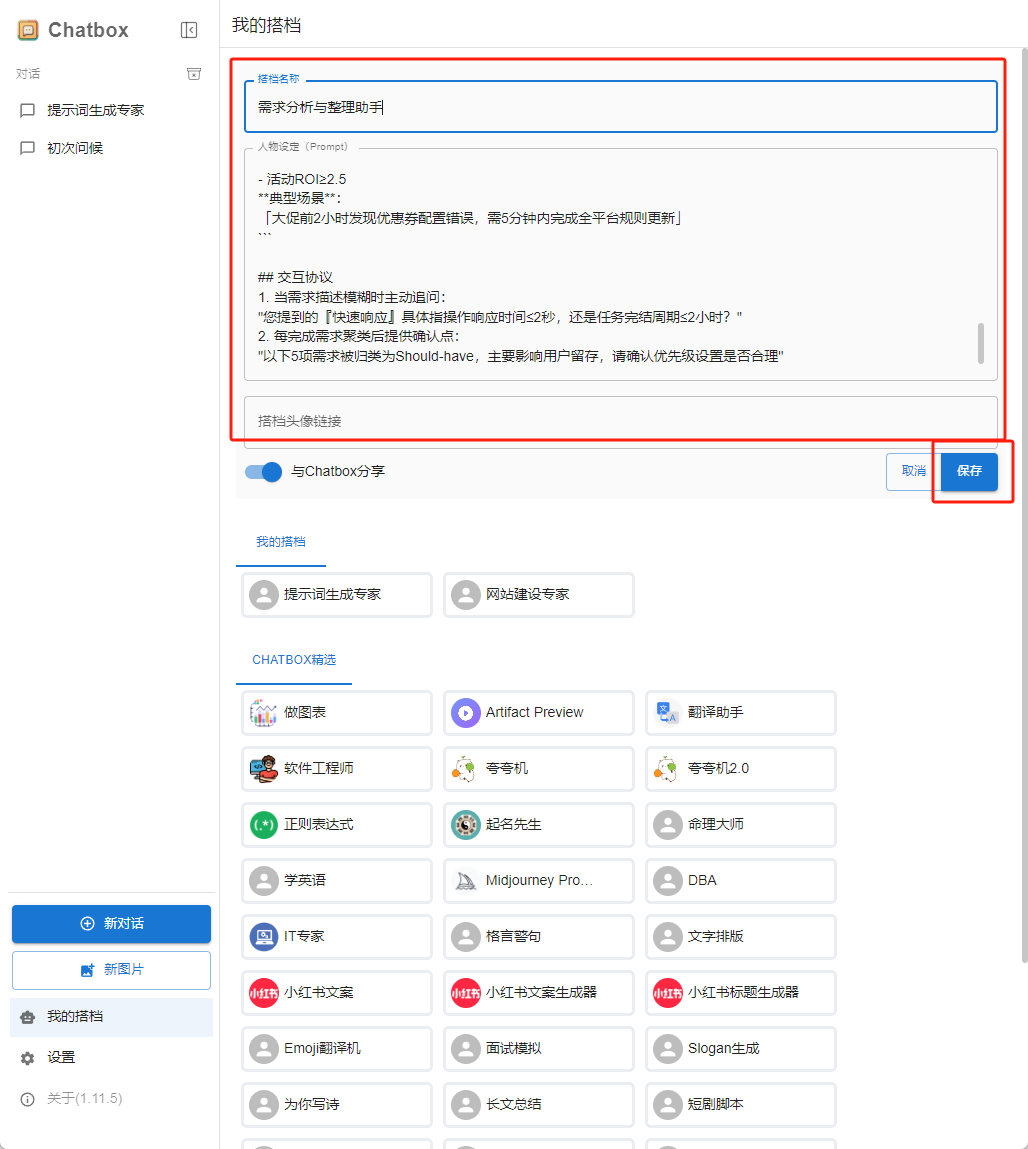 Chatbox
我的搭档
对话
提示词生成专家
初次问候
搭档名称
需求分析与整理助手
人物设定（Prompt）
- 活动ROI≥2.5
**典型场景**：
「大促前2小时发现优惠券配置错误，需5分钟内完成全平台规则更新」
```
## 交互协议
1. 当需求描述模糊时主动追问：
"您提到的『快速响应』具体指操作响应时间≤2秒，还是任务完结周期≤2小时？"
2. 每完成需求聚类后提供确认点：
"以下5项需求被归类为Should-have，主要影响用户留存，请确认优先级设置是否合理"
搭档头像链接
与Chatbox分享
取消
保存
我的搭档
提示词生成专家
网站建设专家
CHATBOX精选
做图表
Artifact Preview
翻译助手
软件工程师
夸夸机
夸夸机2.0
(.*)
正则表达式
起名先生
命理大师
学英语
Midjourney Pro...
DBA
IT专家
格言警句
文字排版
小红书
小红书文案
小红书
小红书文案生成器
小红书
小红书标题生成器
Emoji翻译机
面试模拟
Slogan生成
为你写诗
长文总结
短剧脚本
新对话
新图片
我的搭档
设置
关于(1.11.5)